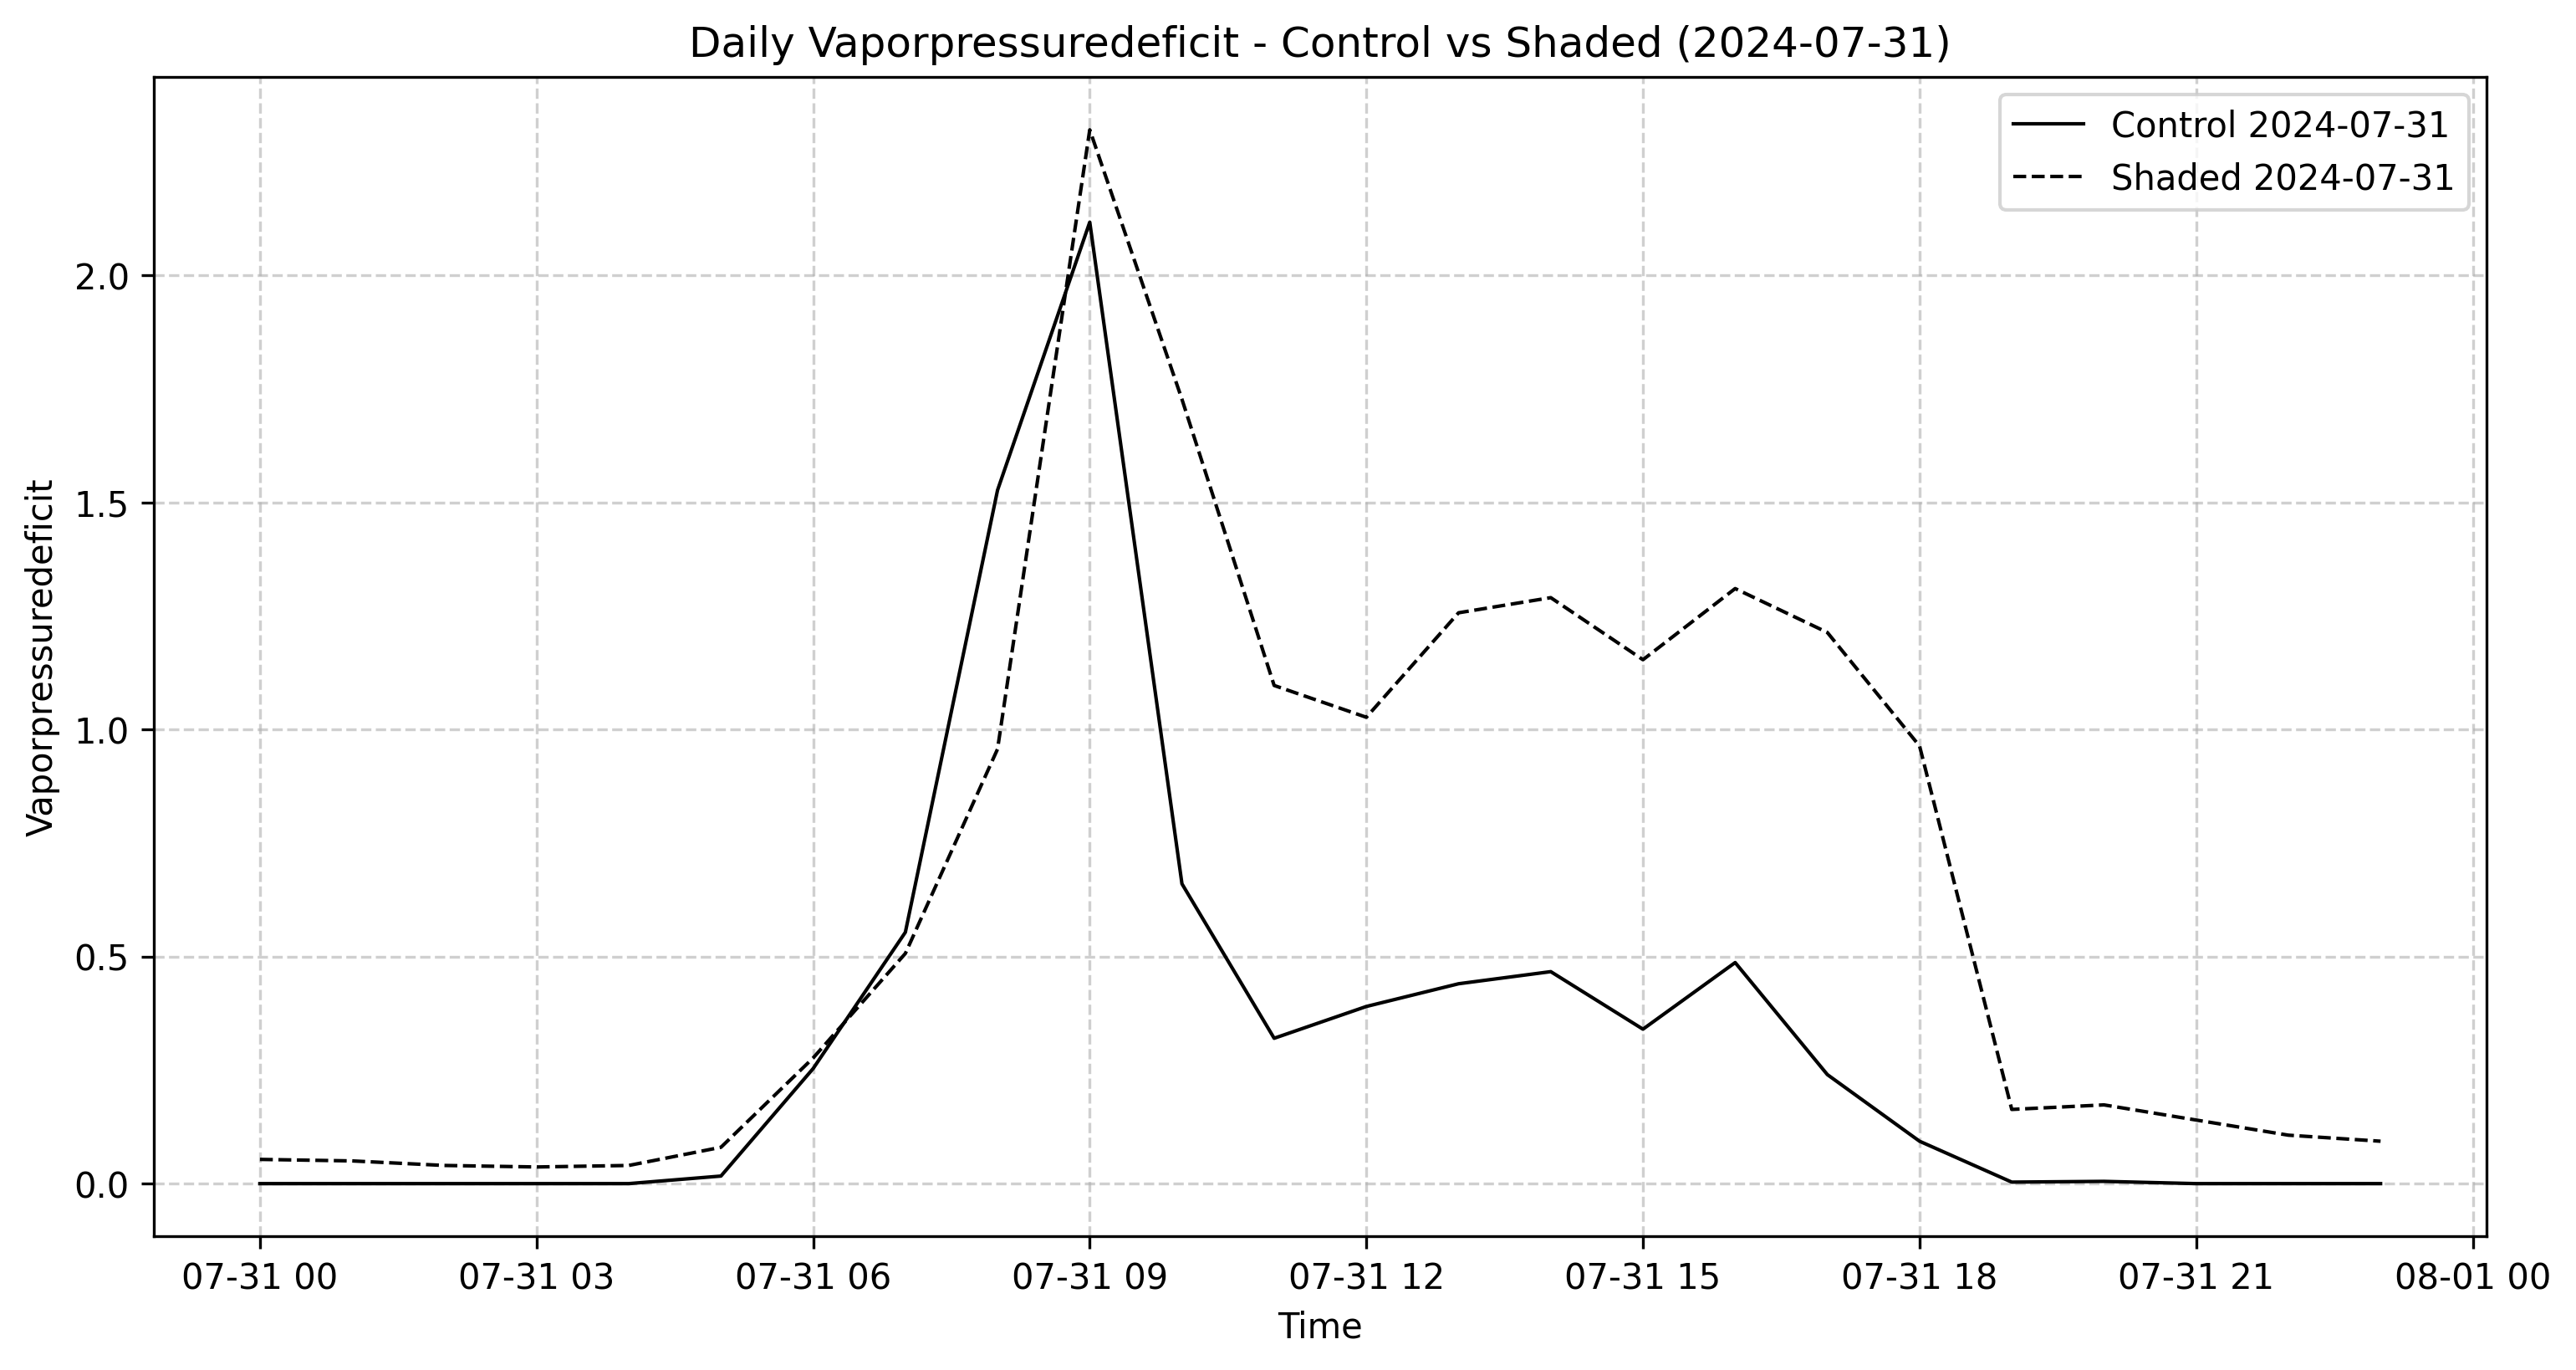 Daily Vaporpressuredeficit - Control vs Shaded (2024-07-31)
Control 2024-07-31
Shaded 2024-07-31
Vaporpressuredeficit
2.0
1.5
1.0
0.5
0.0
07-31 00 07-31 03 07-31 06 07-31 09 07-31 12 07-31 15 07-31 18 07-31 21 08-01 00
Time